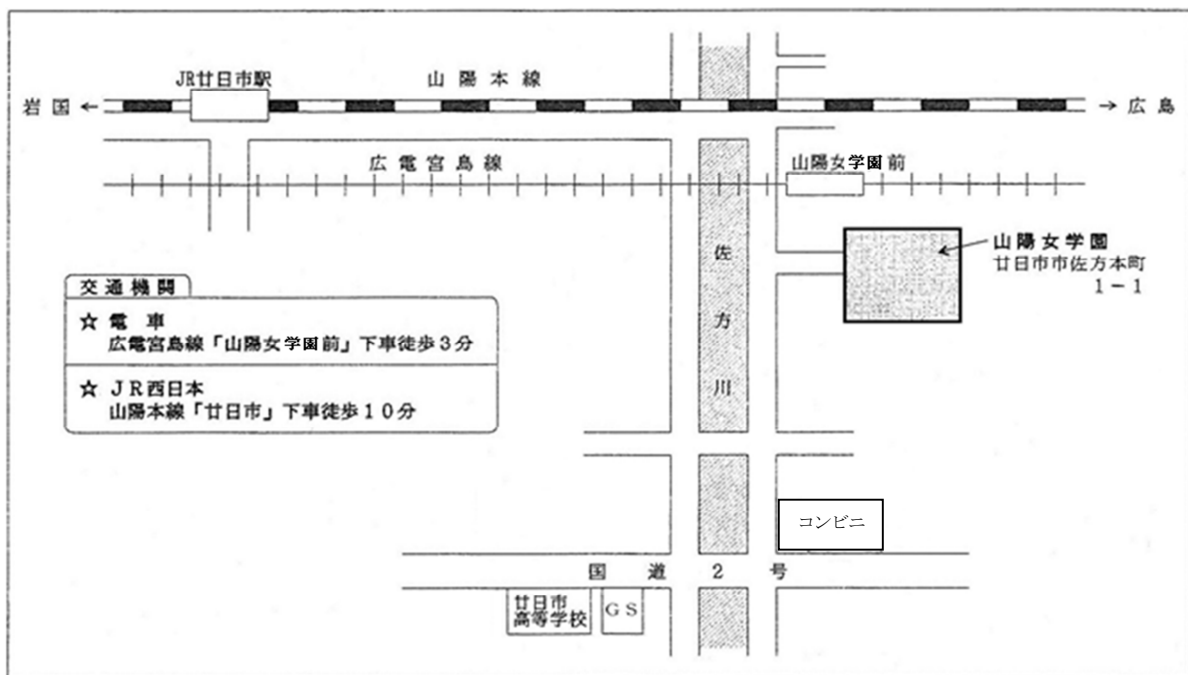 JR廿日市駅
山陽本線
岩国 ←
→ 広島
広電宮島線
山陽女学園前
佐方川
山陽女学園
廿日市市佐方本町
1−1
交通機関
☆ 電 車
広電宮島線「山陽女学園前」下車徒歩3分
☆ JR西日本
山陽本線「廿日市」下車徒歩10分
コンビニ
国道2号
廿日市
高等学校
GS